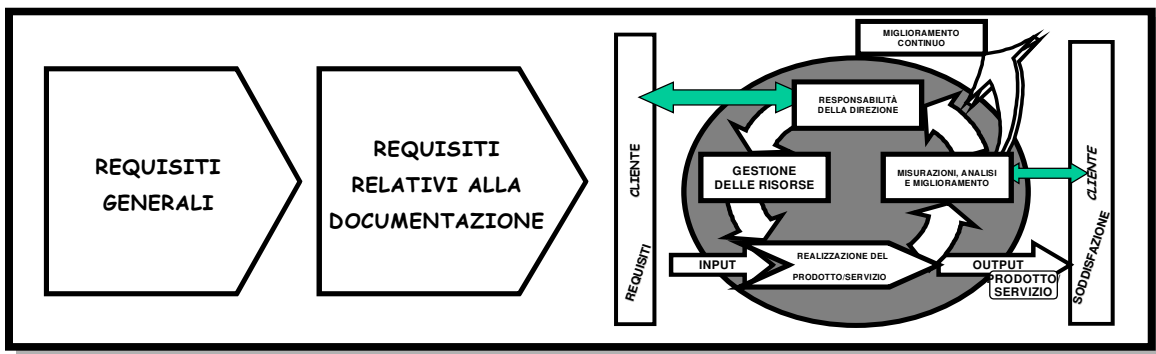 REQUISITI
GENERALI
REQUISITI
RELATIVI ALLA
DOCUMENTAZIONE
CLIENTE
REQUISITI
MIGLIORAMENTO
CONTINUO
RESPONSABILITÀ
DELLA DIREZIONE
GESTIONE
DELLE RISORSE
MISURAZIONI, ANALISI
E MIGLIORAMENTO
INPUT
REALIZZAZIONE DEL
PRODOTTO/SERVIZIO
OUTPUT
PRODOTTO/
SERVIZIO
CLIENTE
SODDISFAZIONE